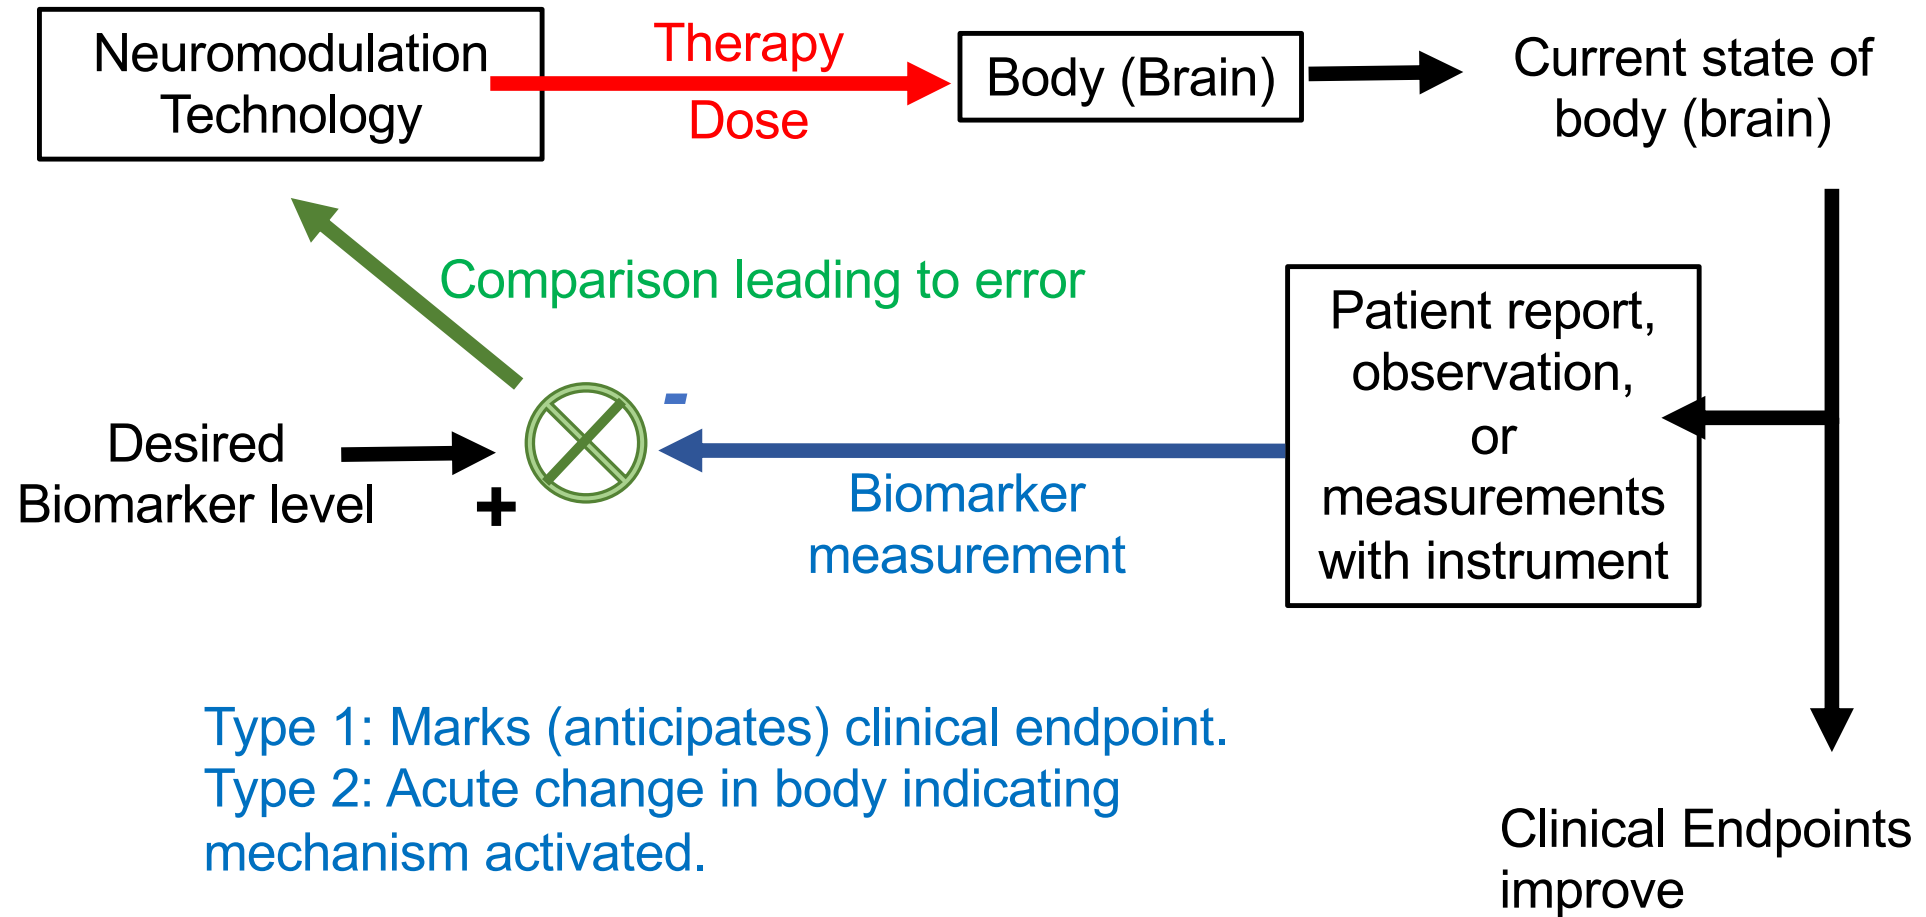 Neuromodulation
Technology
Therapy
Dose
Body (Brain)
Current state of
body (brain)
Comparison leading to error
Patient report,
observation,
or
measurements
with instrument
-
Desired
Biomarker level
+
Biomarker
measurement
Type 1: Marks (anticipates) clinical endpoint.
Type 2: Acute change in body indicating
mechanism activated.
Clinical Endpoints
improve